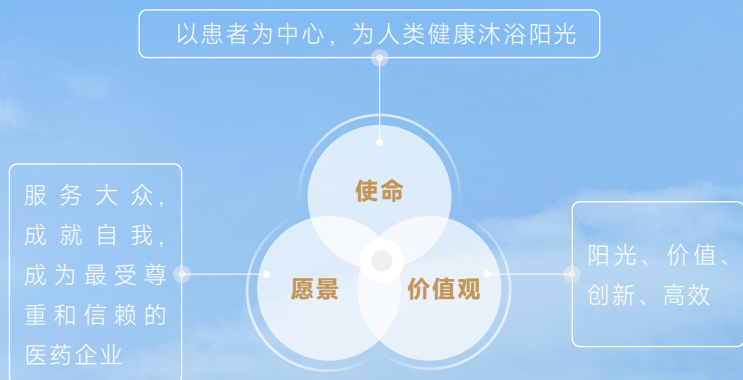 以患者为中心，为人类健康沐浴阳光
使命
服务大众,
成就自我,
成为最受尊
重和信赖的
医药企业
愿景
价值观
阳光、价值、
创新、高效